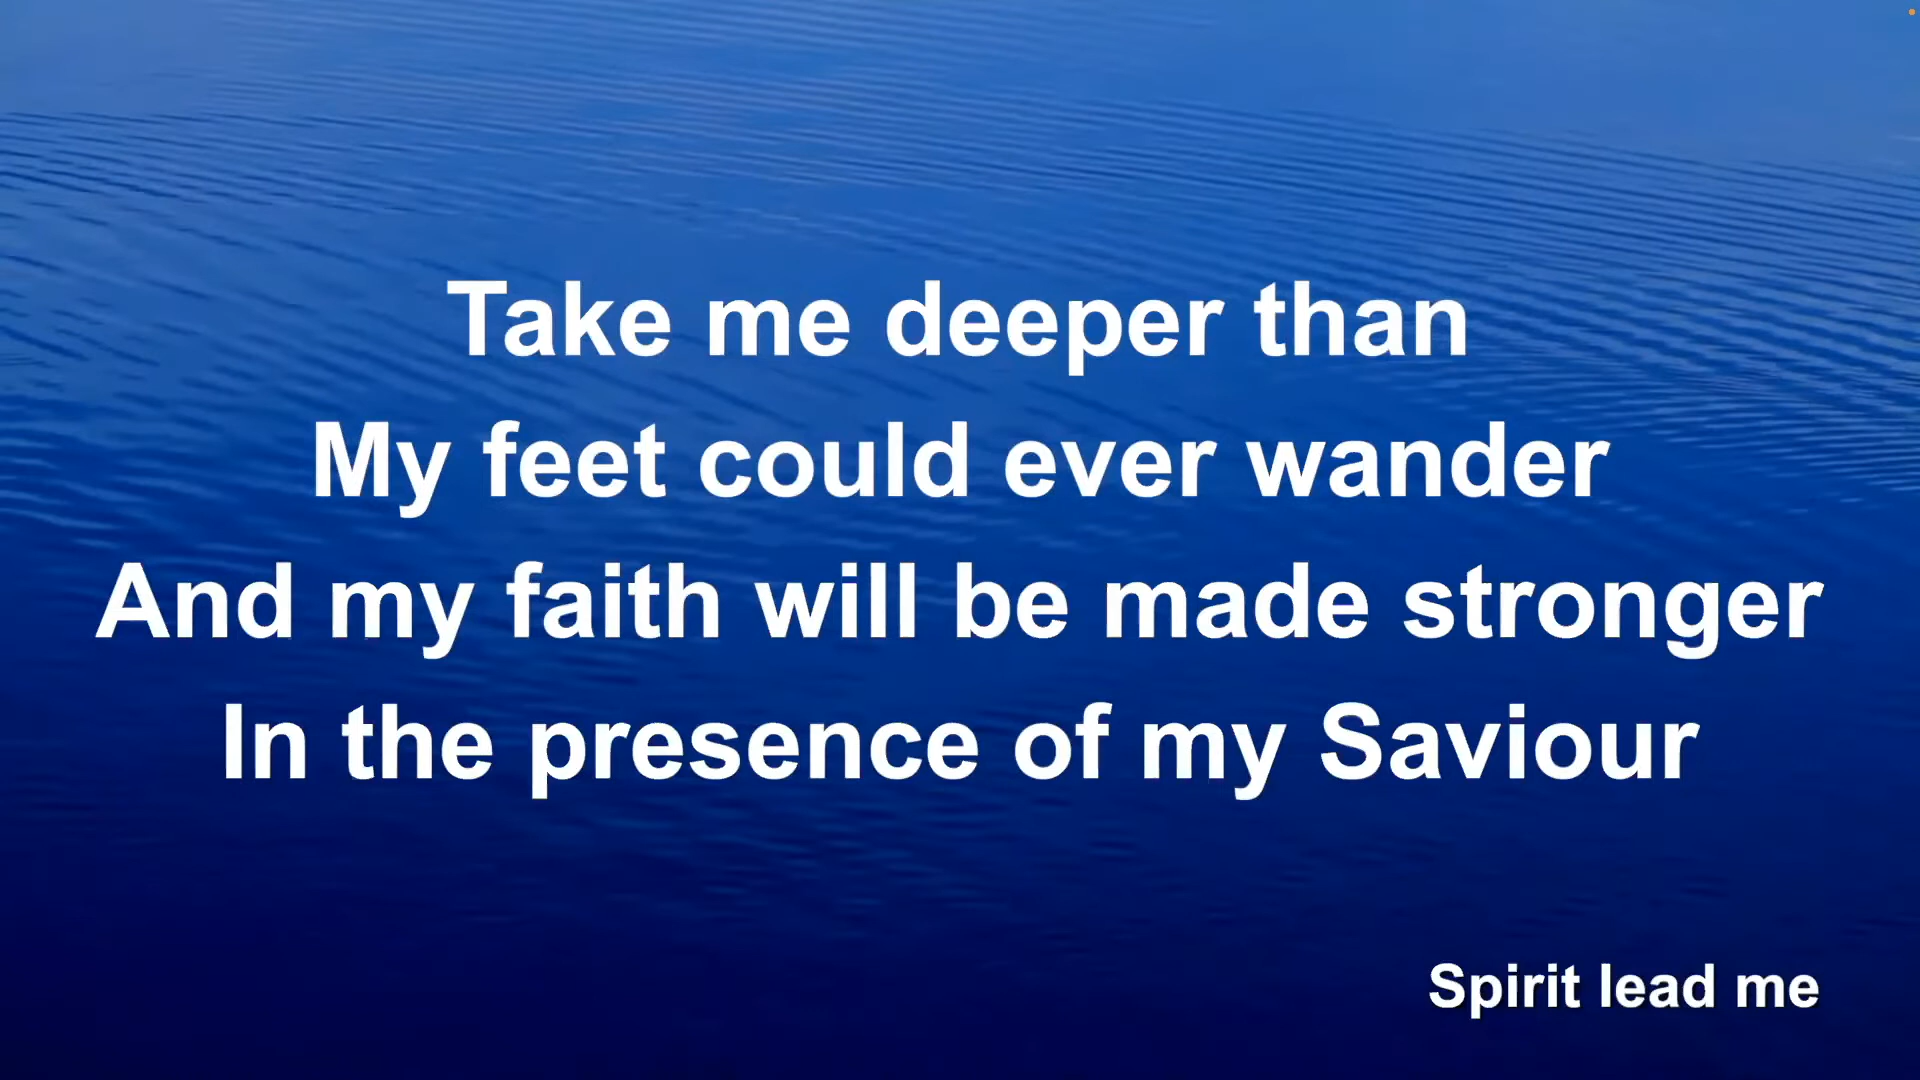 Take me deeper than
My feet could ever wander
And my faith will be made stronger
In the presence of my Saviour
Spirit lead me